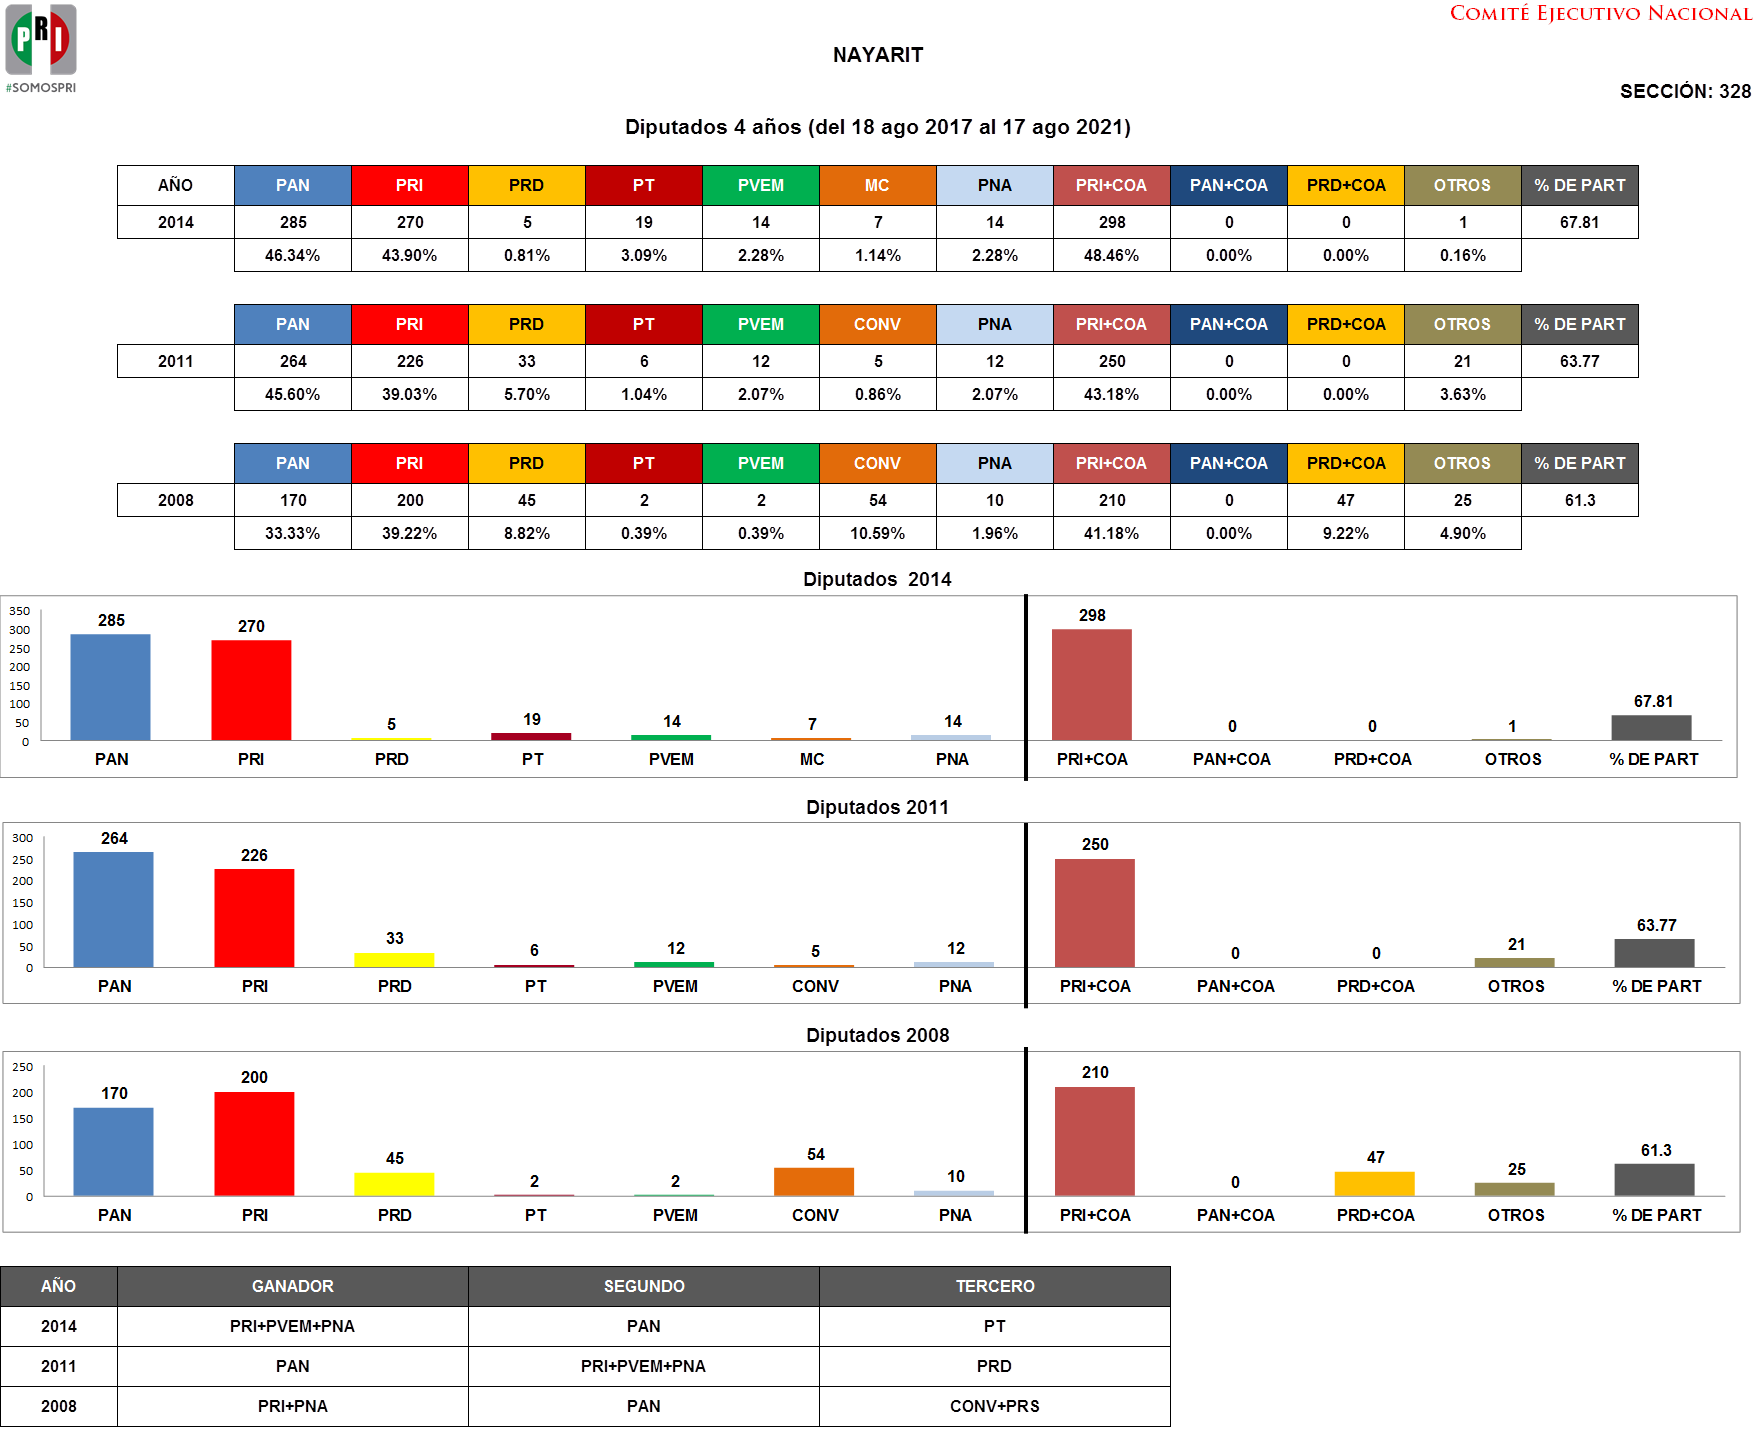 PRI
#SOMOSPRI
COMITÉ EJECUTIVO NACIONAL
NAYARIT
SECCIÓN: 328
Diputados 4 años (del 18 ago 2017 al 17 ago 2021)
AÑO PAN PRI PRD PT PVEM MC PNA PRI+COA PAN+COA PRD+COA OTROS % DE PART
2014 285 270 5 19 14 7 14 298 0 0 1 67.81
46.34% 43.90% 0.81% 3.09% 2.28% 1.14% 2.28% 48.46% 0.00% 0.00% 0.16%
PAN PRI PRD PT PVEM CONV PNA PRI+COA PAN+COA PRD+COA OTROS % DE PART
2011 264 226 33 6 12 5 12 250 0 0 21 63.77
45.60% 39.03% 5.70% 1.04% 2.07% 0.86% 2.07% 43.18% 0.00% 0.00% 3.63%
PAN PRI PRD PT PVEM CONV PNA PRI+COA PAN+COA PRD+COA OTROS % DE PART
2008 170 200 45 2 2 54 10 210 0 47 25 61.3
33.33% 39.22% 8.82% 0.39% 0.39% 10.59% 1.96% 41.18% 0.00% 9.22% 4.90%
Diputados 2014
350
300
250
200
150
100
50
0
285 270 5 19 14 7 14 298 0 0 1 67.81
PAN PRI PRD PT PVEM MC PNA PRI+COA PAN+COA PRD+COA OTROS % DE PART
Diputados 2011
300
250
200
150
100
50
0
264 226 33 6 12 5 12 250 0 0 21 63.77
PAN PRI PRD PT PVEM CONV PNA PRI+COA PAN+COA PRD+COA OTROS % DE PART
Diputados 2008
250
200
150
100
50
0
170 200 45 2 2 54 10 210 0 47 25 61.3
PAN PRI PRD PT PVEM CONV PNA PRI+COA PAN+COA PRD+COA OTROS % DE PART
AÑO GANADOR SEGUNDO TERCERO
2014 PRI+PVEM+PNA PAN PT
2011 PAN PRI+PVEM+PNA PRD
2008 PRI+PNA PAN CONV+PRS